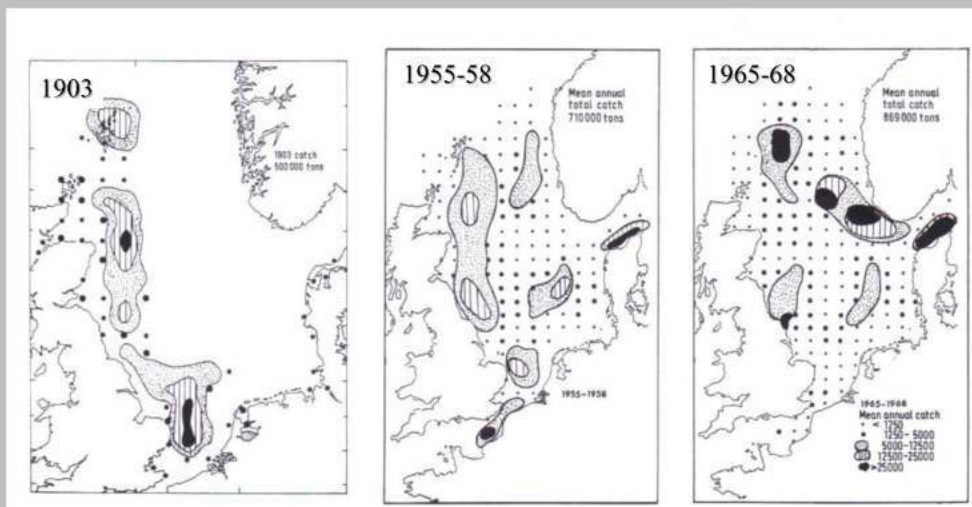 1903
1903 catch
500 000 tons
1955-58
Mean annual
total catch
710 000 tons
1955-1958
1965-68
Mean annual
total catch
869 000 tons
1965-1968
Mean annual catch
< 1250
1250 - 5000
5000-12500
12500-25000
>25000